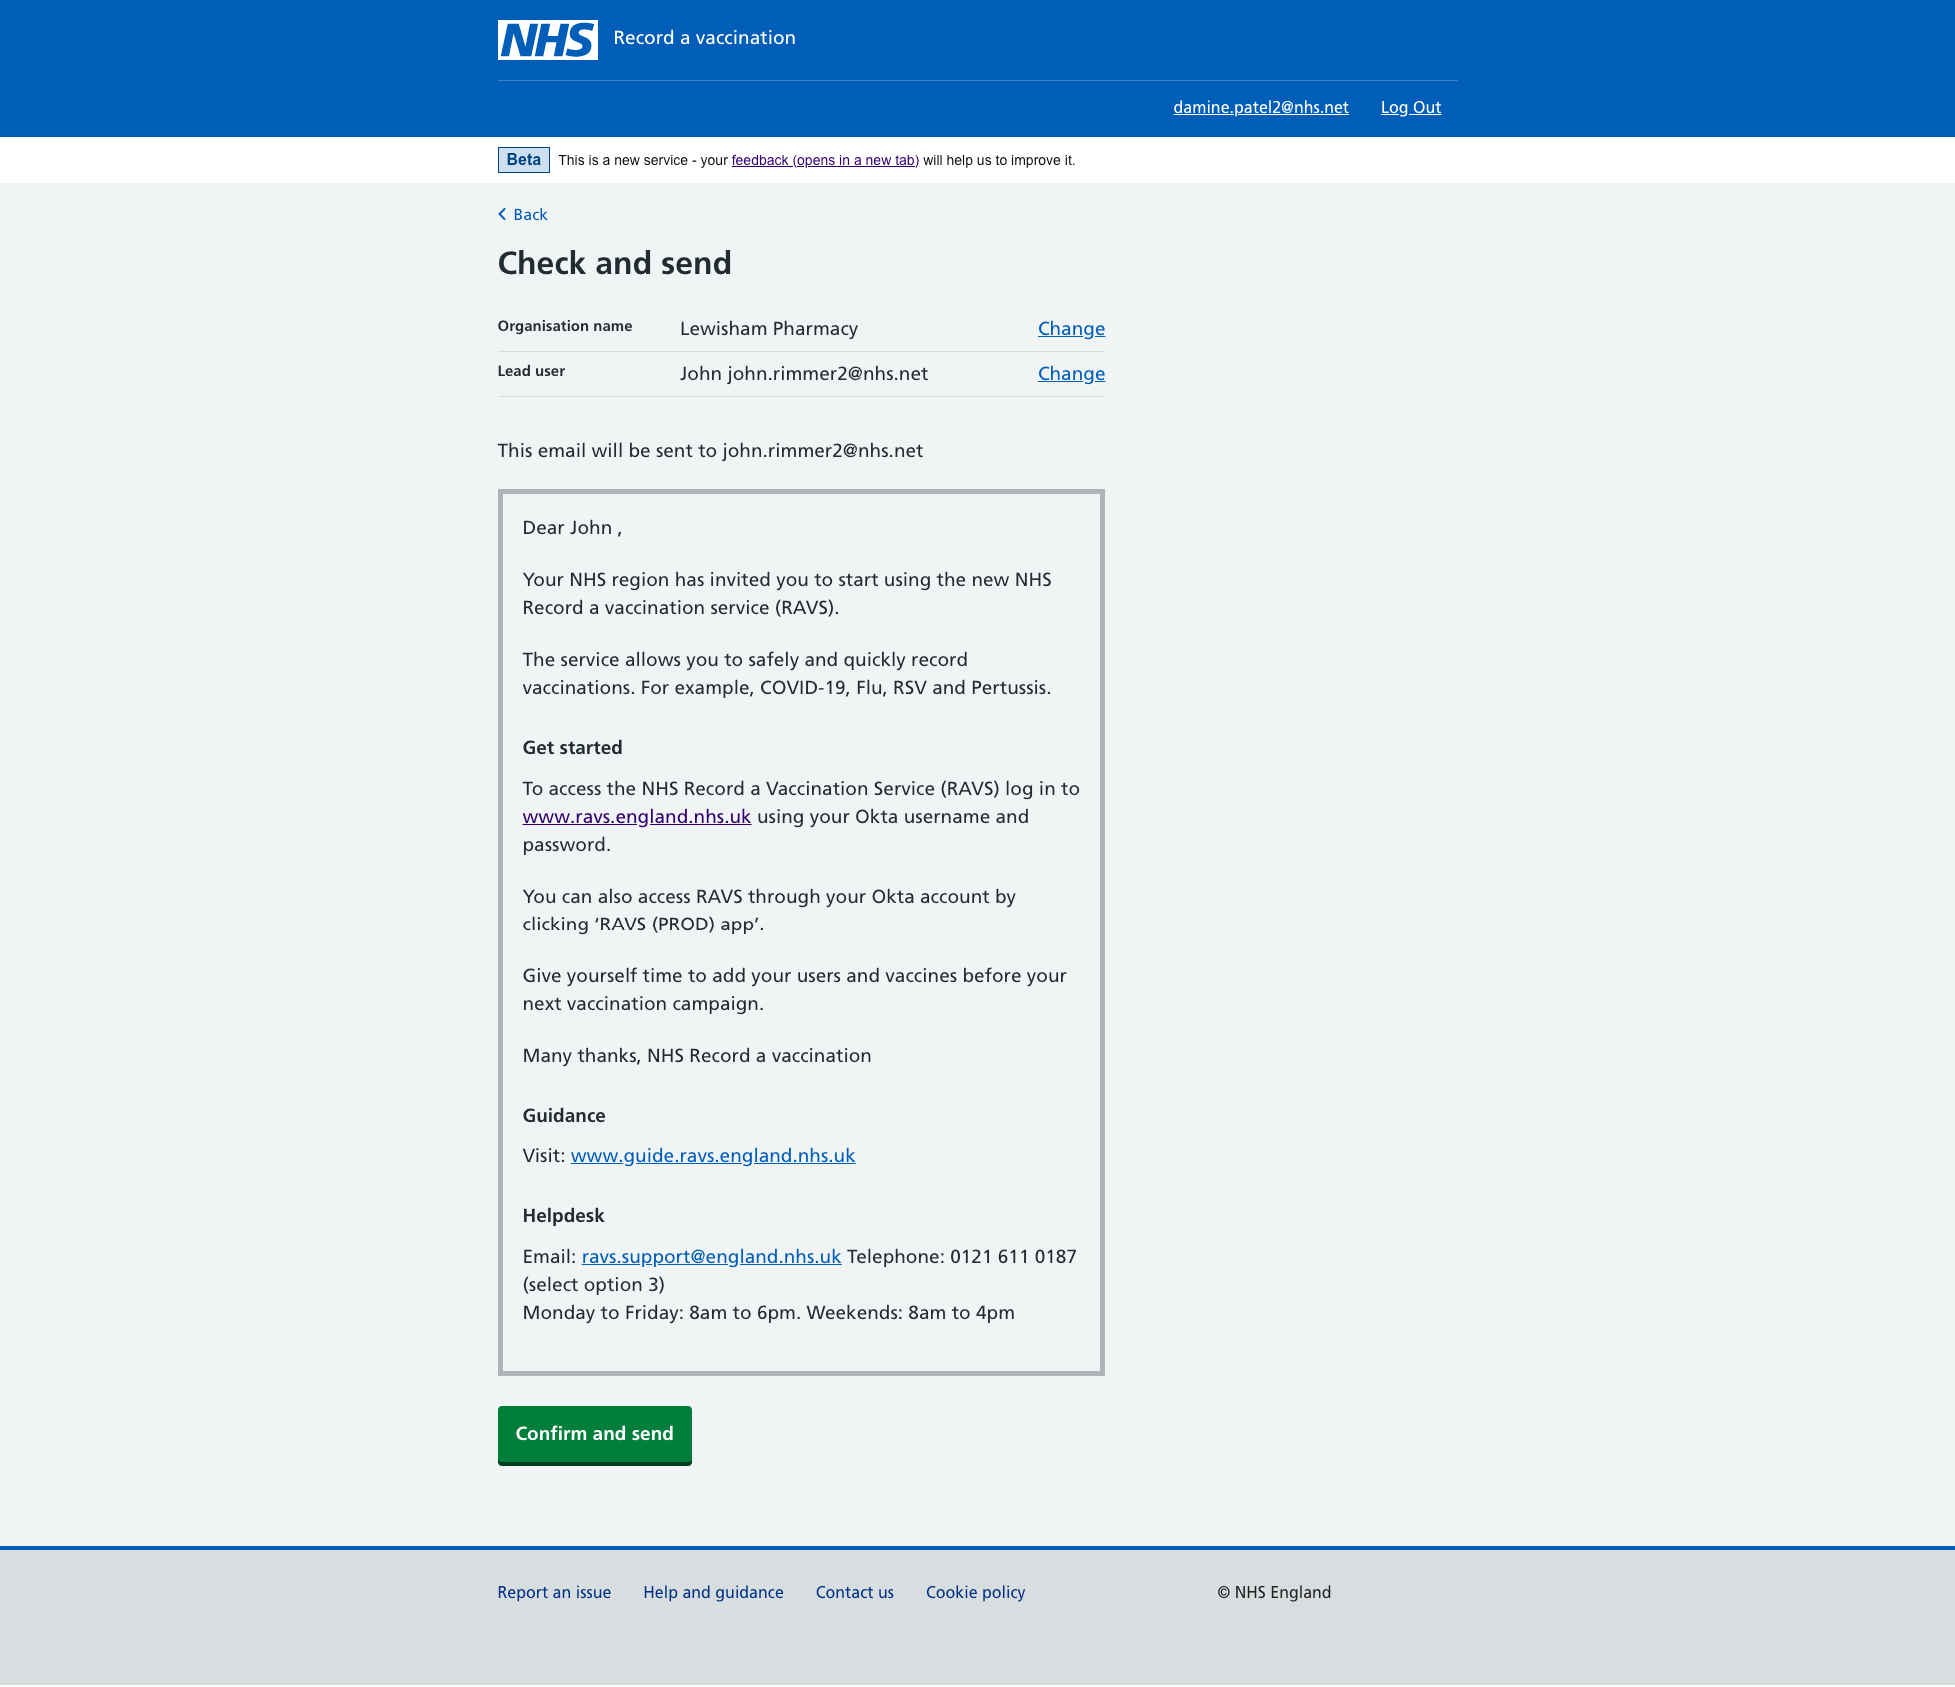 NHS Record a vaccination
damine.patel2@nhs.net Log Out
Beta This is a new service - your feedback (opens in a new tab) will help us to improve it.
Back
Check and send
Organisation name Lewisham Pharmacy Change
Lead user John john.rimmer2@nhs.net Change
This email will be sent to john.rimmer2@nhs.net
Dear John ,
Your NHS region has invited you to start using the new NHS
Record a vaccination service (RAVS).
The service allows you to safely and quickly record
vaccinations. For example, COVID-19, Flu, RSV and Pertussis.
Get started
To access the NHS Record a Vaccination Service (RAVS) log in to
www.ravs.england.nhs.uk using your Okta username and
password.
You can also access RAVS through your Okta account by
clicking ‘RAVS (PROD) app’.
Give yourself time to add your users and vaccines before your
next vaccination campaign.
Many thanks, NHS Record a vaccination
Guidance
Visit: www.guide.ravs.england.nhs.uk
Helpdesk
Email: ravs.support@england.nhs.uk Telephone: 0121 611 0187
(select option 3)
Monday to Friday: 8am to 6pm. Weekends: 8am to 4pm
Confirm and send
Report an issue Help and guidance Contact us Cookie policy © NHS England